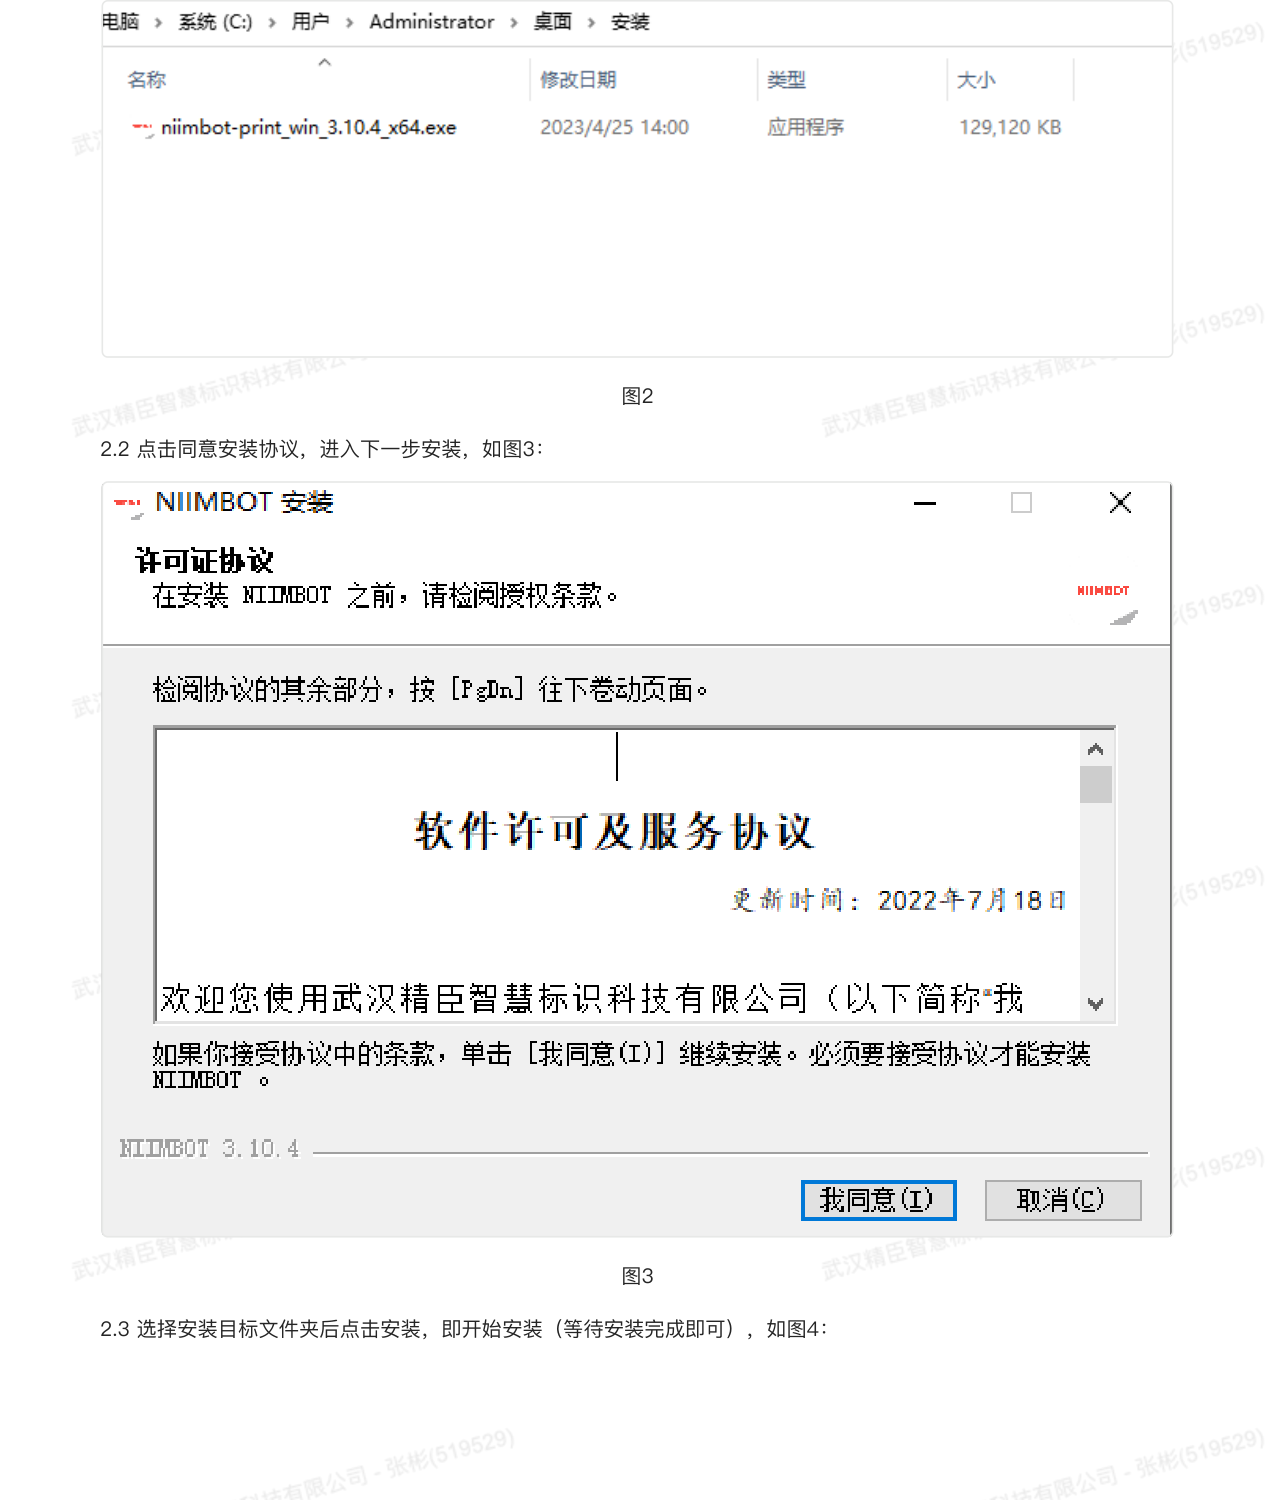 电脑 › 系统 (C:) › 用户 › Administrator › 桌面 › 安装
名称 修改日期 类型 大小
niimbot-print_win_3.10.4_x64.exe 2023/4/25 14:00 应用程序 129,120 KB
图2
2.2 点击同意安装协议，进入下一步安装，如图3：
NIIMBOT 安装
许可证协议
在安装 NIIMBOT 之前，请检阅授权条款。
NIIMBOT
检阅协议的其余部分，按 [PgDn] 往下卷动页面。
软件许可及服务协议
更新时间：2022年7月18日
欢迎您使用武汉精臣智慧标识科技有限公司（以下简称“我
如果你接受协议中的条款，单击 [我同意(I)] 继续安装。必须要接受协议才能安装
NIIMBOT 。
NIIMBOT 3.10.4
我同意(I) 取消(C)
图3
2.3 选择安装目标文件夹后点击安装，即开始安装（等待安装完成即可），如图4：
武汉精臣智慧标识科技有限公司 - 张彬(519529)